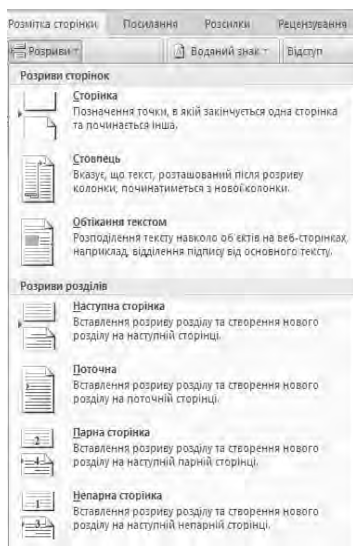 Розмітка сторінки Посилання Розсилки Рецензування
Розриви Водяний знак Відступ
Розриви сторінок
Сторінка
Позначення точки, в якій закінчується одна сторінка
та починається інша.
Стовпець
Вказує, що текст, розташований після розриву
колонки, починатиметься з нової колонки.
Обтікання текстом
Розподілення тексту навколо об'єктів на веб-сторінках,
наприклад, відділення підпису від основного тексту.
Розриви розділів
Наступна сторінка
Вставлення розриву розділу та створення нового
розділу на наступній сторінці.
Поточна
Вставлення розриву розділу та створення нового
розділу на поточній сторінці.
2
4
Парна сторінка
Вставлення розриву розділу та створення нового
розділу на наступній парній сторінці.
1
3
Непарна сторінка
Вставлення розриву розділу та створення нового
розділу на наступній непарній сторінці.